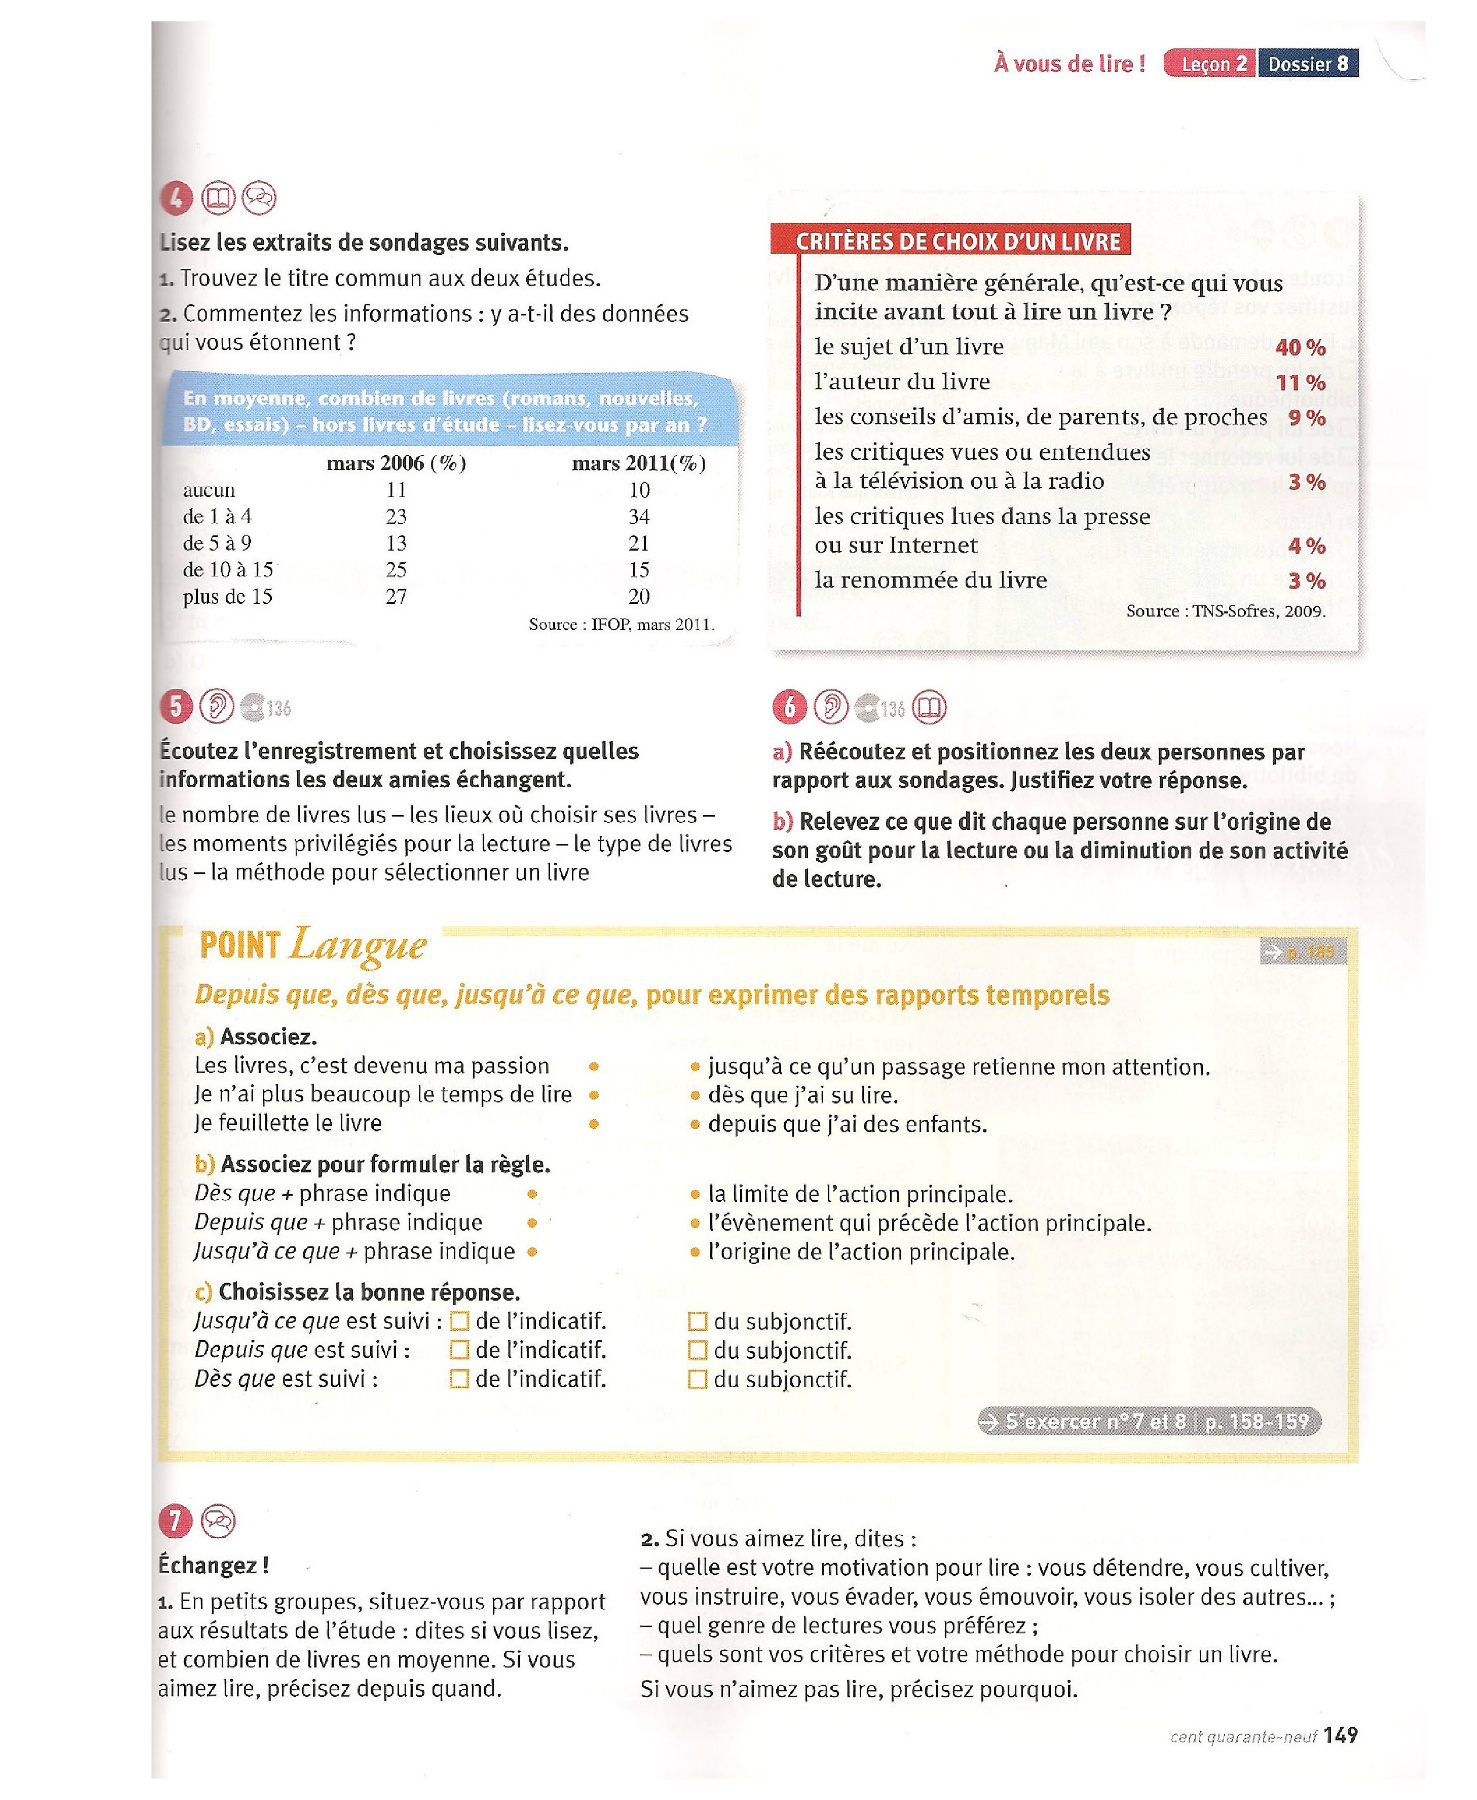 À vous de lire ! Leçon 2 Dossier 8
4
Lisez les extraits de sondages suivants.
1. Trouvez le titre commun aux deux études.
2. Commentez les informations : y a-t-il des données
qui vous étonnent ?
En moyenne, combien de livres (romans, nouvelles,
BD, essais) – hors livres d'étude – lisez-vous par an ?
mars 2006 (%) mars 2011(%)
aucun 11 10
de 1 à 4 23 34
de 5 à 9 13 21
de 10 à 15 25 15
plus de 15 27 20
Source : IFOP, mars 2011.
CRITÈRES DE CHOIX D'UN LIVRE
D'une manière générale, qu'est-ce qui vous
incite avant tout à lire un livre ?
le sujet d'un livre 40 %
l'auteur du livre 11 %
les conseils d'amis, de parents, de proches 9 %
les critiques vues ou entendues
à la télévision ou à la radio 3 %
les critiques lues dans la presse
ou sur Internet 4 %
la renommée du livre 3 %
Source : TNS-Sofres, 2009.
5 136
Écoutez l'enregistrement et choisissez quelles
informations les deux amies échangent.
le nombre de livres lus – les lieux où choisir ses livres –
les moments privilégiés pour la lecture – le type de livres
lus – la méthode pour sélectionner un livre
6 136
a) Réécoutez et positionnez les deux personnes par
rapport aux sondages. Justifiez votre réponse.
b) Relevez ce que dit chaque personne sur l'origine de
son goût pour la lecture ou la diminution de son activité
de lecture.
POINT Langue
→ p. 185
Depuis que, dès que, jusqu'à ce que, pour exprimer des rapports temporels
a) Associez.
Les livres, c'est devenu ma passion • • jusqu'à ce qu'un passage retienne mon attention.
Je n'ai plus beaucoup le temps de lire • • dès que j'ai su lire.
Je feuillette le livre • • depuis que j'ai des enfants.
b) Associez pour formuler la règle.
Dès que + phrase indique • • la limite de l'action principale.
Depuis que + phrase indique • • l'évènement qui précède l'action principale.
Jusqu'à ce que + phrase indique • • l'origine de l'action principale.
c) Choisissez la bonne réponse.
Jusqu'à ce que est suivi : ☐ de l'indicatif. ☐ du subjonctif.
Depuis que est suivi : ☐ de l'indicatif. ☐ du subjonctif.
Dès que est suivi : ☐ de l'indicatif. ☐ du subjonctif.
→ S'exercer n° 7 et 8 | p. 158-159
7
Échangez !
1. En petits groupes, situez-vous par rapport
aux résultats de l'étude : dites si vous lisez,
et combien de livres en moyenne. Si vous
aimez lire, précisez depuis quand.
2. Si vous aimez lire, dites :
– quelle est votre motivation pour lire : vous détendre, vous cultiver,
vous instruire, vous évader, vous émouvoir, vous isoler des autres... ;
– quel genre de lectures vous préférez ;
– quels sont vos critères et votre méthode pour choisir un livre.
Si vous n'aimez pas lire, précisez pourquoi.
cent quarante-neuf 149